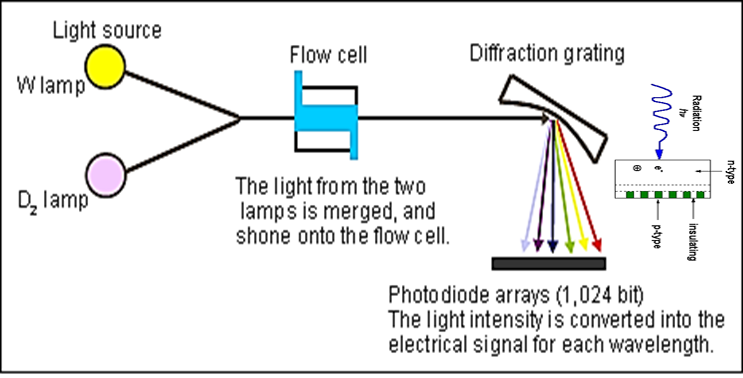 Light source
W lamp
D2 lamp
Flow cell
The light from the two
lamps is merged, and
shone onto the flow cell.
Diffraction grating
Photodiode arrays (1,024 bit)
The light intensity is converted into the
electrical signal for each wavelength.
Radiation
hν
n-type
⊕ e-
p-type
insulating